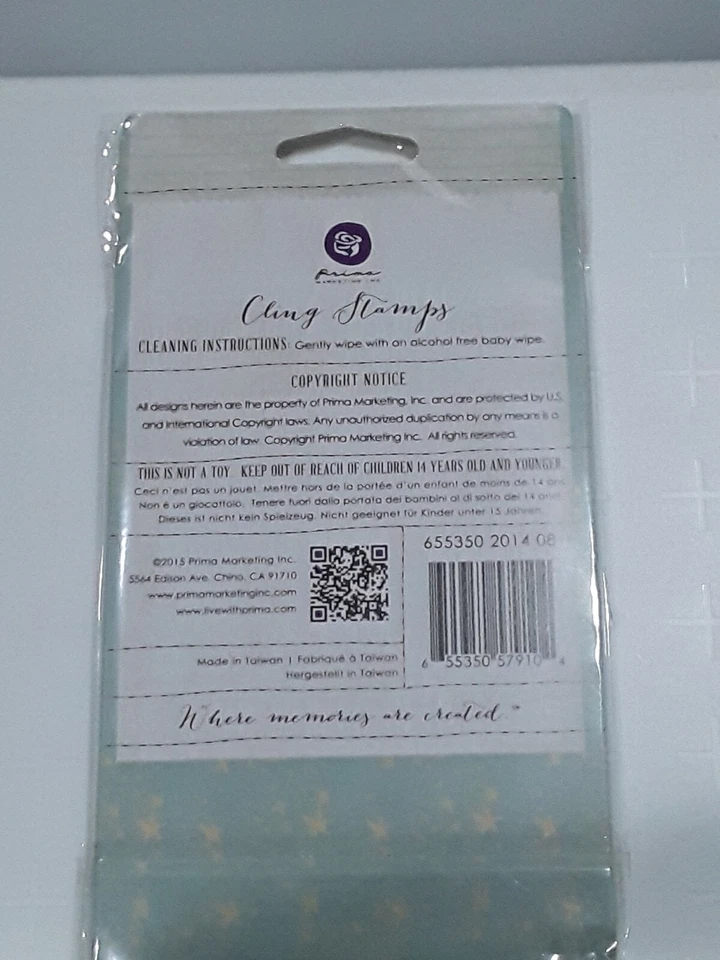 Prima
MARKETING INC
Cling Stamps
CLEANING INSTRUCTIONS: Gently wipe with an alcohol free baby wipe.
COPYRIGHT NOTICE
All designs herein are the property of Prima Marketing, Inc. and are protected by U.S.
and International Copyright laws. Any unauthorized duplication by any means is a
violation of law. Copyright Prima Marketing Inc. All rights reserved.
THIS IS NOT A TOY. KEEP OUT OF REACH OF CHILDREN 14 YEARS OLD AND YOUNGER.
Ceci n'est pas un jouet. Mettre hors de la portée d'un enfant de moins de 14 ans
Non è un giocattolo. Tenere fuori dalla portata dei bambini al di sotto dei 14 anni
Dieses ist nicht kein Spielzeug. Nicht geeignet für Kinder unter 15 Jahren.
©2015 Prima Marketing Inc.
5564 Edison Ave. Chino, CA 91710
www.primamarketinginc.com
www.livewithprima.com
655350 2014 08
6 55350 57910 4
Made in Taiwan | Fabriqué à Taiwan
Hergestellt in Taiwan
Where memories are created.™